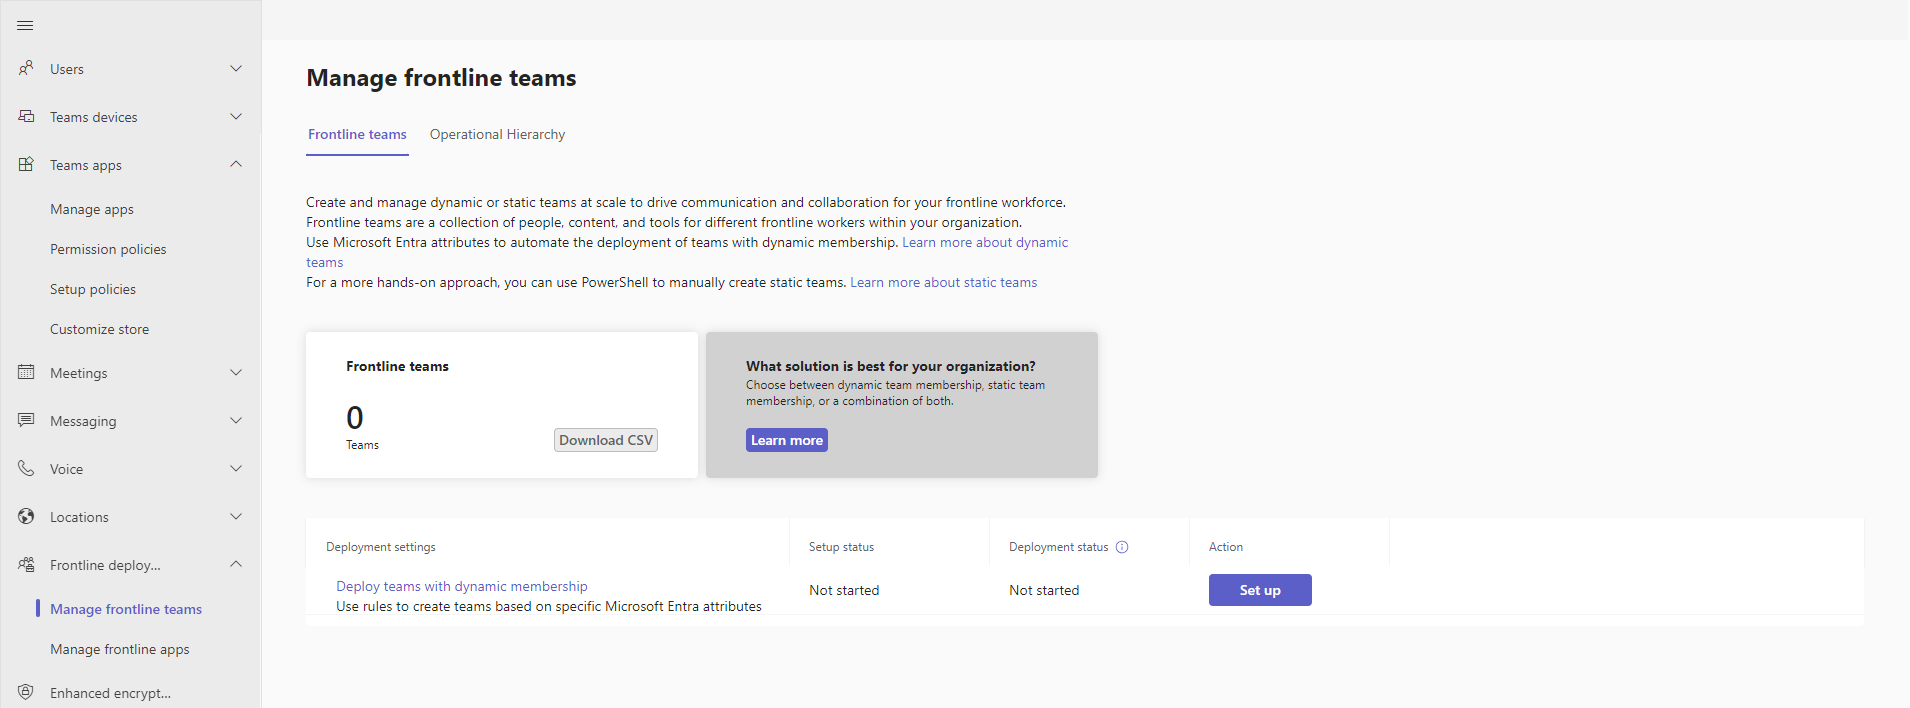 Users
Teams devices
Teams apps
Manage apps
Permission policies
Setup policies
Customize store
Meetings
Messaging
Voice
Locations
Frontline deploy...
Manage frontline teams
Manage frontline apps
Enhanced encrypt...
Manage frontline teams
Frontline teams
Operational Hierarchy
Create and manage dynamic or static teams at scale to drive communication and collaboration for your frontline workforce.
Frontline teams are a collection of people, content, and tools for different frontline workers within your organization.
Use Microsoft Entra attributes to automate the deployment of teams with dynamic membership. Learn more about dynamic
teams
For a more hands-on approach, you can use PowerShell to manually create static teams. Learn more about static teams
Frontline teams
0
Teams
Download CSV
What solution is best for your organization?
Choose between dynamic team membership, static team
membership, or a combination of both.
Learn more
Deployment settings
Setup status
Deployment status
Action
Deploy teams with dynamic membership
Use rules to create teams based on specific Microsoft Entra attributes
Not started
Not started
Set up